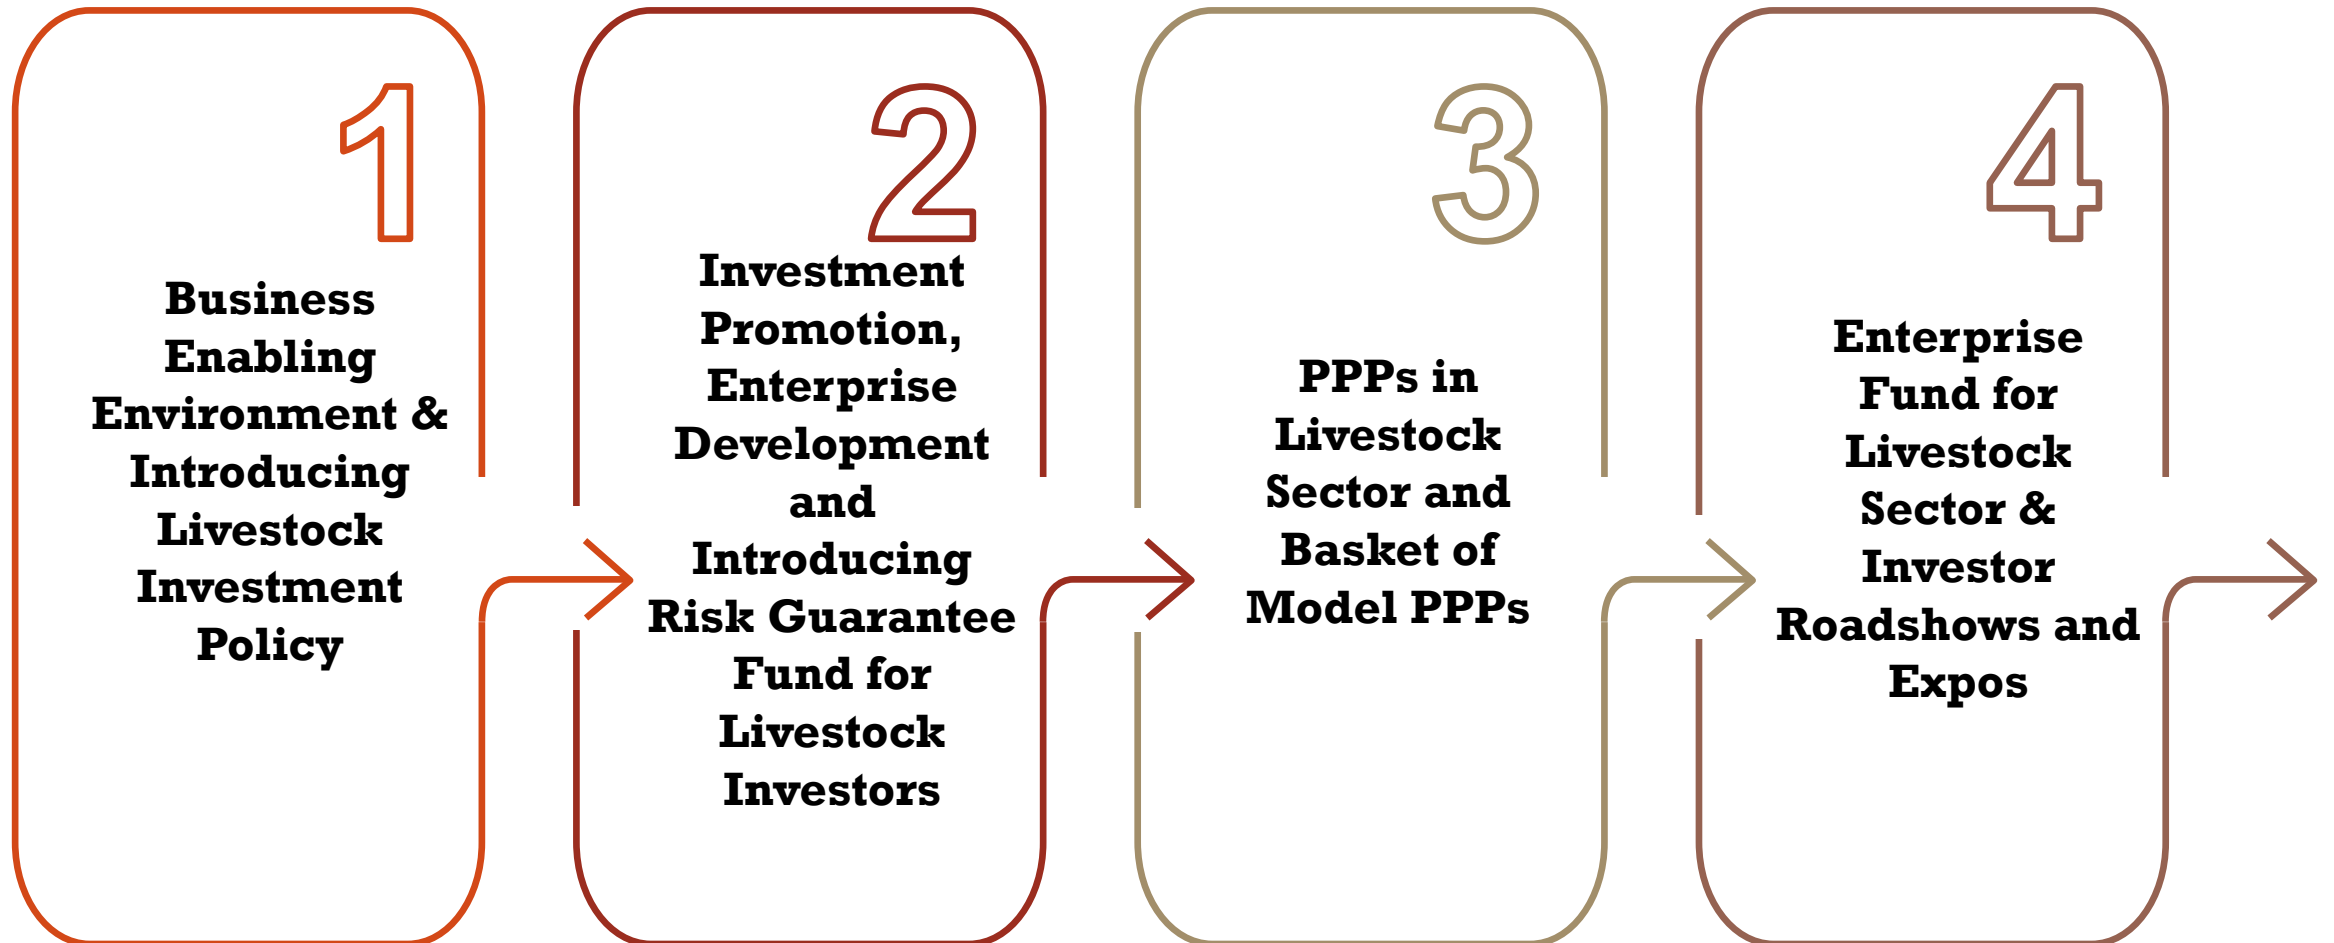 1
Business
Enabling
Environment &
Introducing
Livestock
Investment
Policy
2
Investment
Promotion,
Enterprise
Development
and
Introducing
Risk Guarantee
Fund for
Livestock
Investors
3
PPPs in
Livestock
Sector and
Basket of
Model PPPs
4
Enterprise
Fund for
Livestock
Sector &
Investor
Roadshows and
Expos